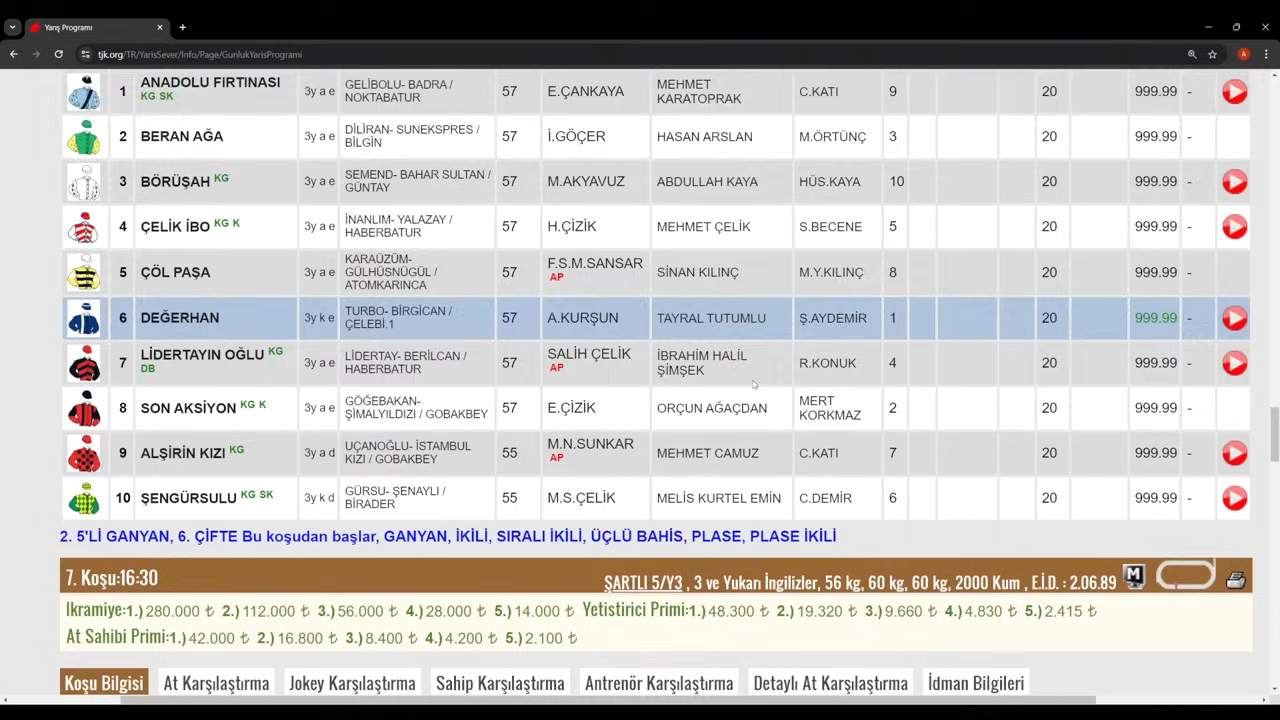 Yarış Programı
tjk.org/TR/YarisSever/Info/Page/GunlukYarisProgrami
A
1 ANADOLU FIRTINASI KG SK 3y a e GELİBOLU- BADRA / NOKTABATUR 57 E.ÇANKAYA MEHMET KARATOPRAK C.KATI 9 20 999.99 -
2 BERAN AĞA 3y a e DİLİRAN- SUNEKSPRES / BİLGİN 57 İ.GÖÇER HASAN ARSLAN M.ÖRTÜNÇ 3 20 999.99 -
3 BÖRÜŞAH KG 3y a e SEMEND- BAHAR SULTAN / GÜNTAY 57 M.AKYAVUZ ABDULLAH KAYA HÜS.KAYA 10 20 999.99 -
4 ÇELİK İBO KG K 3y a e İNANLIM- YALAZAY / HABERBATUR 57 H.ÇİZİK MEHMET ÇELİK S.BECENE 5 20 999.99 -
5 ÇÖL PAŞA 3y a e KARAÜZÜM- GÜLHÜSNÜGÜL / ATOMKARINCA 57 F.S.M.SANSAR AP SİNAN KILINÇ M.Y.KILINÇ 8 20 999.99 -
6 DEĞERHAN 3y k e TURBO- BİRGİCAN / ÇELEBİ.1 57 A.KURŞUN TAYRAL TUTUMLU Ş.AYDEMİR 1 20 999.99 -
7 LİDERTAYIN OĞLU KG DB 3y a e LİDERTAY- BERİLCAN / HABERBATUR 57 SALİH ÇELİK AP İBRAHİM HALİL ŞİMŞEK R.KONUK 4 20 999.99 -
8 SON AKSİYON KG K 3y a e GÖĞEBAKAN- ŞİMALYILDIZI / GOBAKBEY 57 E.ÇİZİK ORÇUN AĞAÇDAN MERT KORKMAZ 2 20 999.99 -
9 ALŞİRİN KIZI KG 3y a d UÇANOĞLU- İSTAMBUL KIZI / GOBAKBEY 55 M.N.SUNKAR AP MEHMET CAMUZ C.KATI 7 20 999.99 -
10 ŞENGÜRSULU KG SK 3y k d GÜRSU- ŞENAYLI / BİRADER 55 M.S.ÇELİK MELİS KURTEL EMİN C.DEMİR 6 20 999.99 -
2. 5'Lİ GANYAN, 6. ÇİFTE Bu koşudan başlar, GANYAN, İKİLİ, SIRALI İKİLİ, ÜÇLÜ BAHİS, PLASE, PLASE İKİLİ
7. Koşu:16:30 ŞARTLI 5/Y3 , 3 ve Yukarı İngilizler, 56 kg, 60 kg, 60 kg, 2000 Kum , E.İ.D. : 2.06.89 M
Ikramiye:1.) 280.000 ₺ 2.) 112.000 ₺ 3.) 56.000 ₺ 4.) 28.000 ₺ 5.) 14.000 ₺ Yetistirici Primi:1.) 48.300 ₺ 2.) 19.320 ₺ 3.) 9.660 ₺ 4.) 4.830 ₺ 5.) 2.415 ₺
At Sahibi Primi:1.) 42.000 ₺ 2.) 16.800 ₺ 3.) 8.400 ₺ 4.) 4.200 ₺ 5.) 2.100 ₺
Koşu Bilgisi At Karşılaştırma Jokey Karşılaştırma Sahip Karşılaştırma Antrenör Karşılaştırma Detaylı At Karşılaştırma İdman Bilgileri